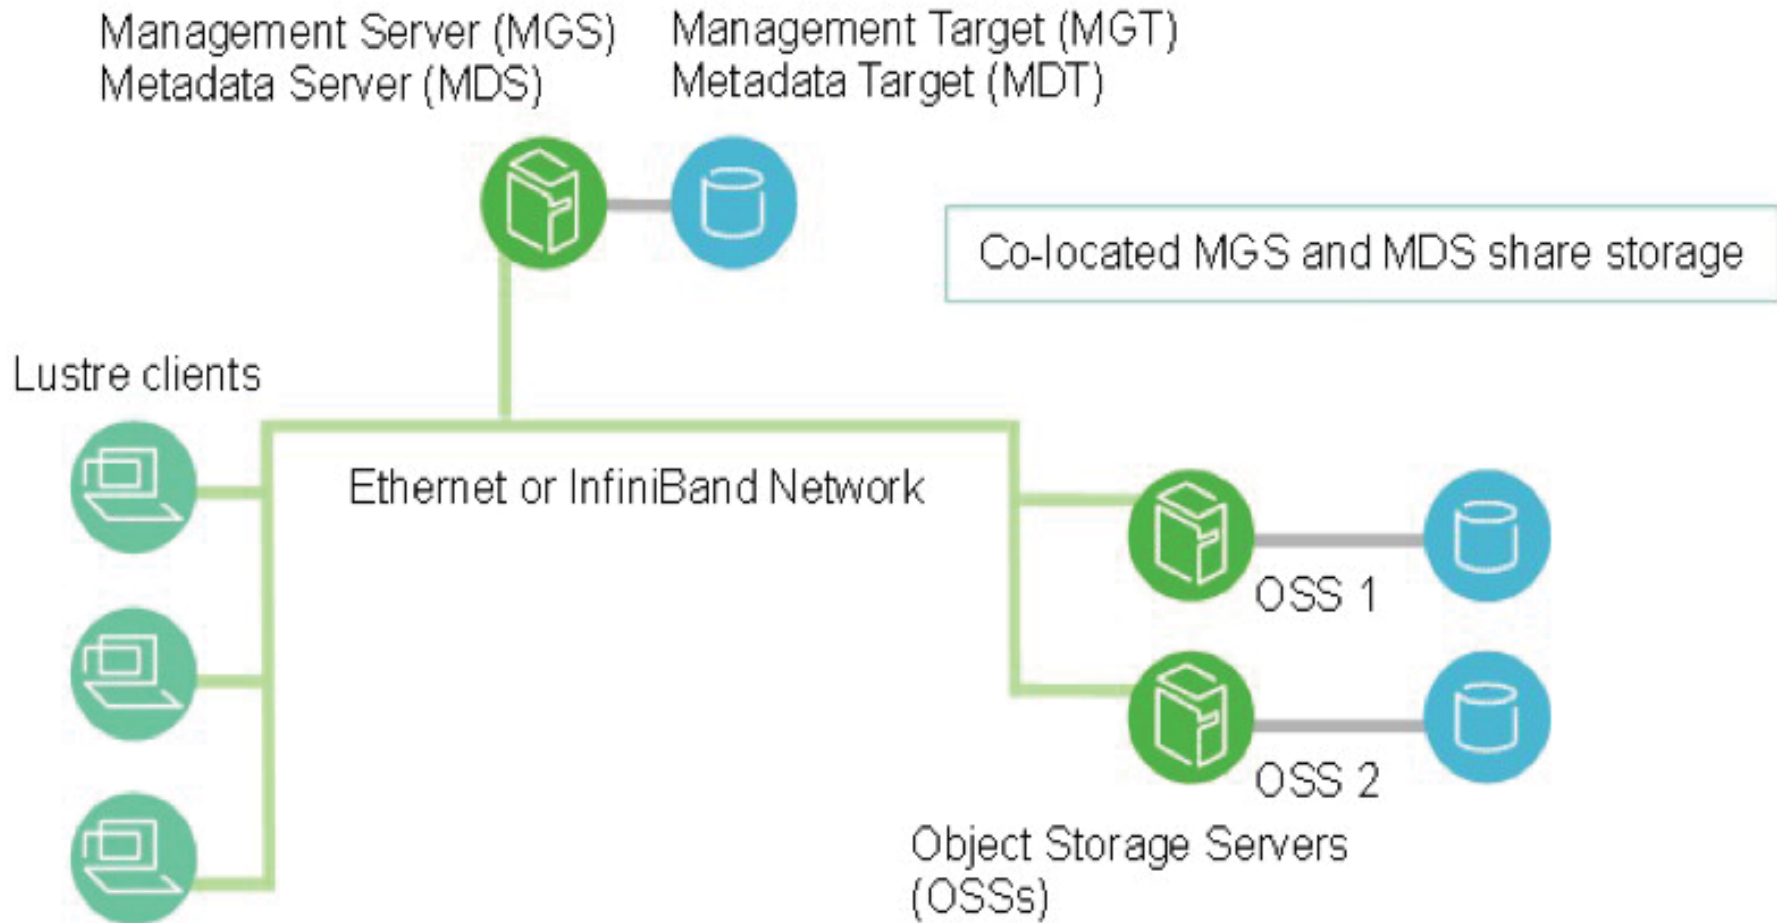 Management Server (MGS)
Metadata Server (MDS)
Management Target (MGT)
Metadata Target (MDT)
Co-located MGS and MDS share storage
Lustre clients
Ethernet or InfiniBand Network
OSS 1
OSS 2
Object Storage Servers
(OSSs)